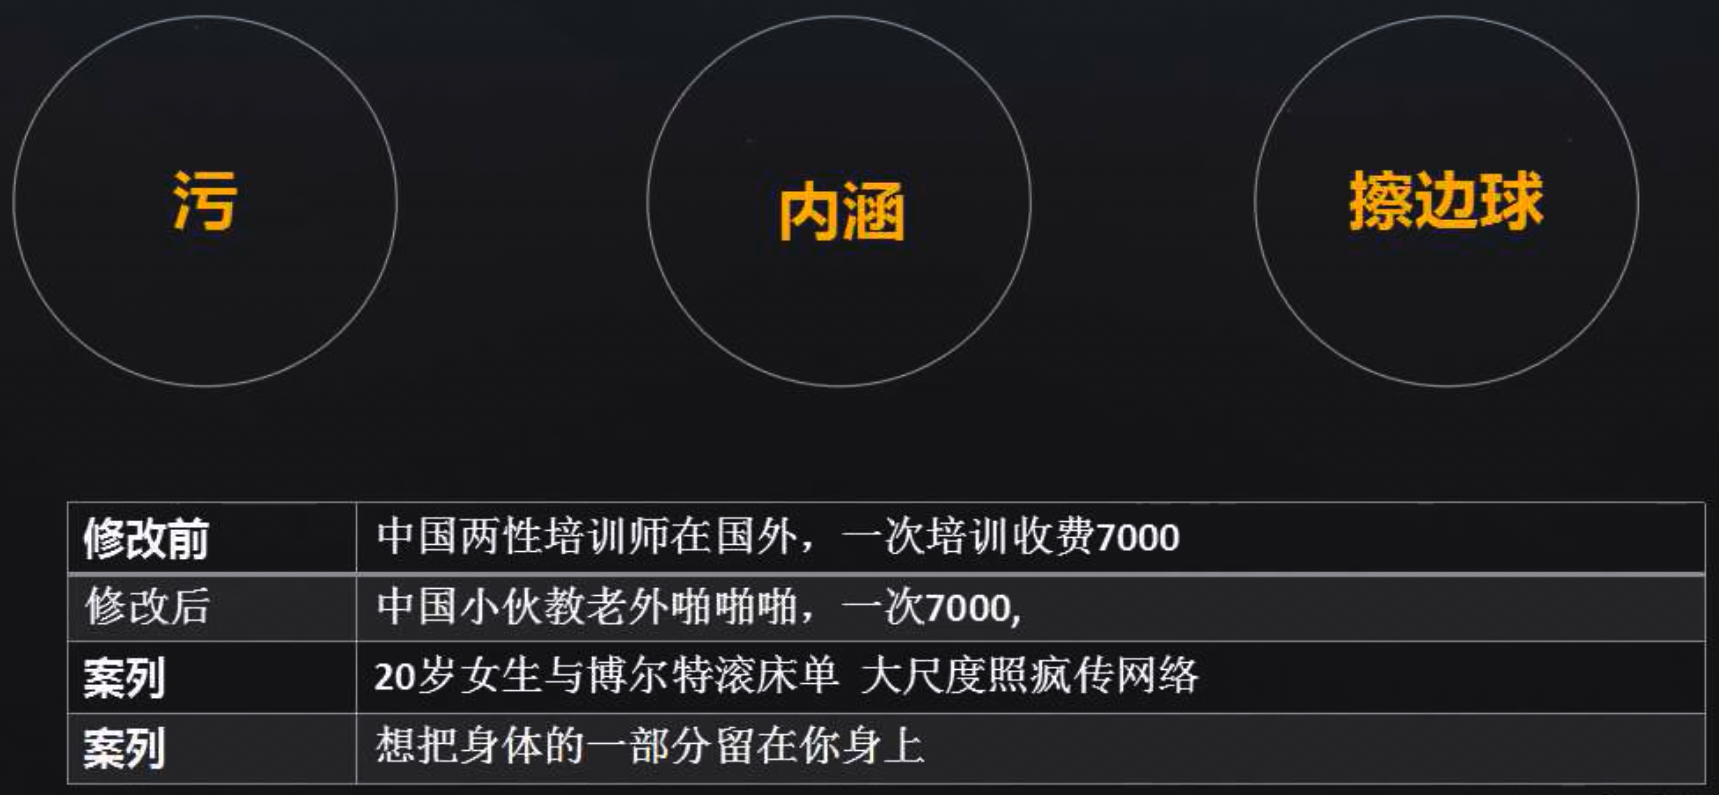 污
内涵
擦边球
修改前 中国两性培训师在国外，一次培训收费7000
修改后 中国小伙教老外啪啪啪，一次7000,
案列 20岁女生与博尔特滚床单 大尺度照疯传网络
案列 想把身体的一部分留在你身上